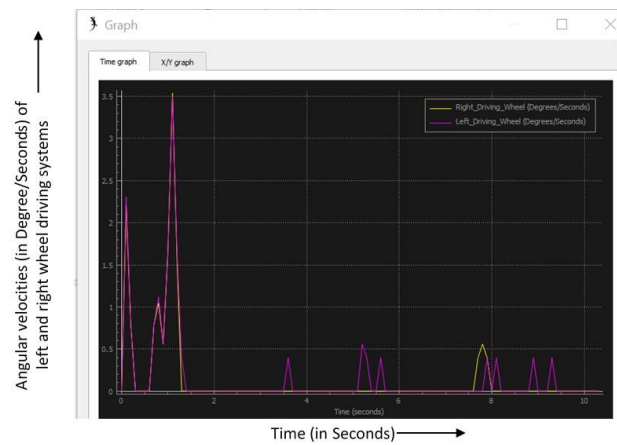 Graph
Time graph
X/Y graph
Angular velocities (in Degree/Seconds) of
left and right wheel driving systems
3.5
3
2.5
2
1.5
1
0.5
0
Right_Driving_Wheel (Degrees/Seconds)
Left_Driving_Wheel (Degrees/Seconds)
0 2 4 6 8 10
Time (seconds)
Time (in Seconds)